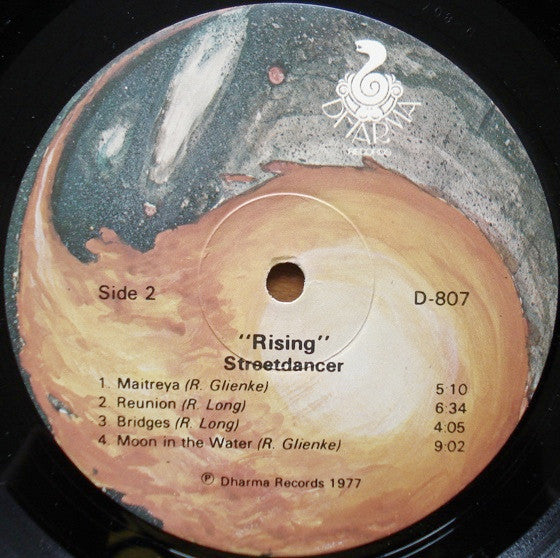 DHARMA
RECORDS
Side 2
D-807
"Rising"
Streetdancer
1. Maitreya (R. Glienke) 5:10
2. Reunion (R. Long) 6:34
3. Bridges (R. Long) 4:05
4. Moon in the Water (R. Glienke) 9:02
℗ Dharma Records 1977